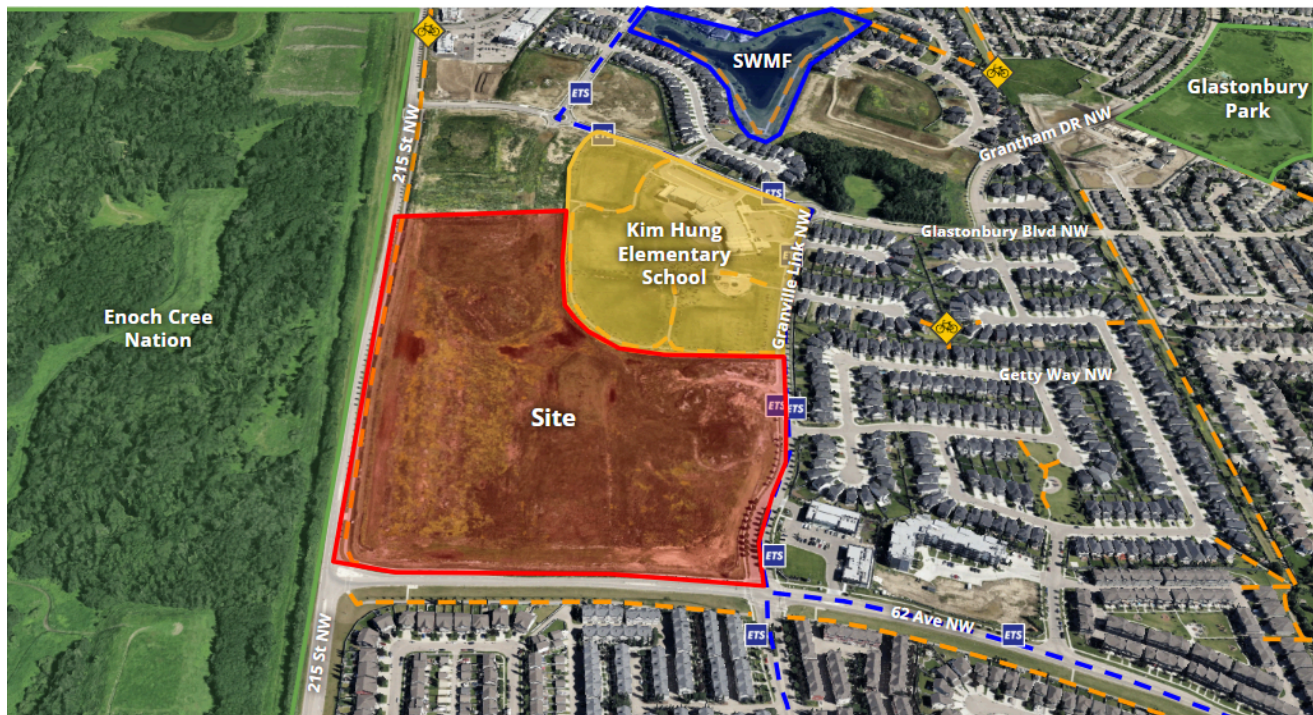 SWMF
Glastonbury
Park
ETS
215 St NW
ETS
Grantham DR NW
ETS
Kim Hung
Elementary
School
Glastonbury Blvd NW
ETS
Granville Link NW
Enoch Cree
Nation
Getty Way NW
Site
ETS
ETS
ETS
62 Ave NW
ETS
ETS
215 St NW